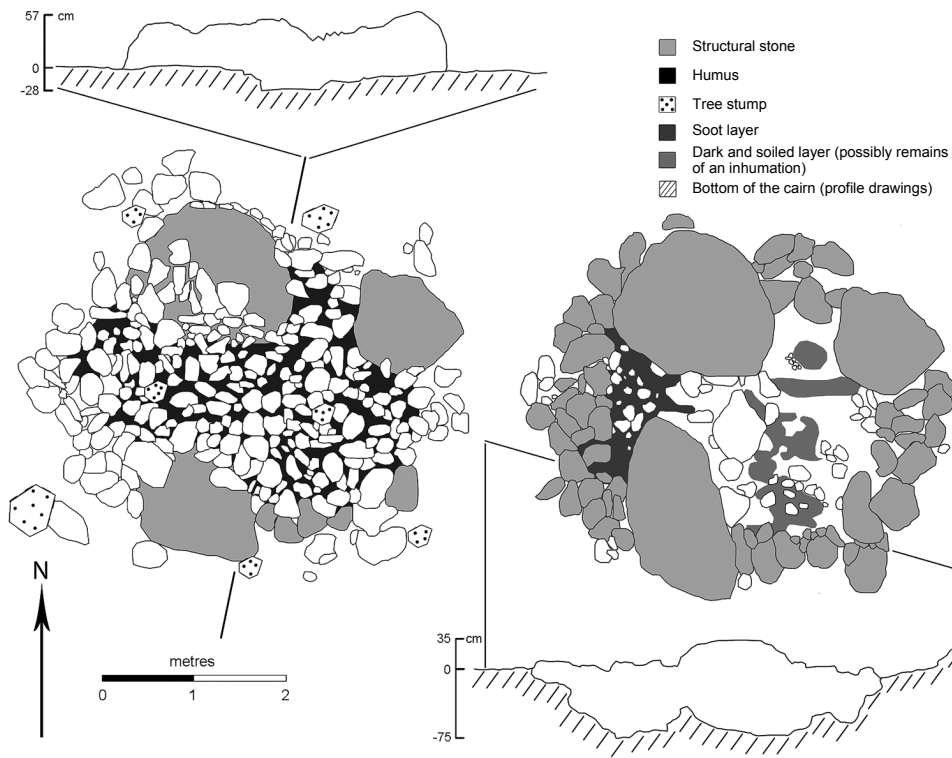 57 cm
0
-28
Structural stone
Humus
Tree stump
Soot layer
Dark and soiled layer (possibly remains
of an inhumation)
Bottom of the cairn (profile drawings)
N
metres
0 1 2
35 cm
0
-75